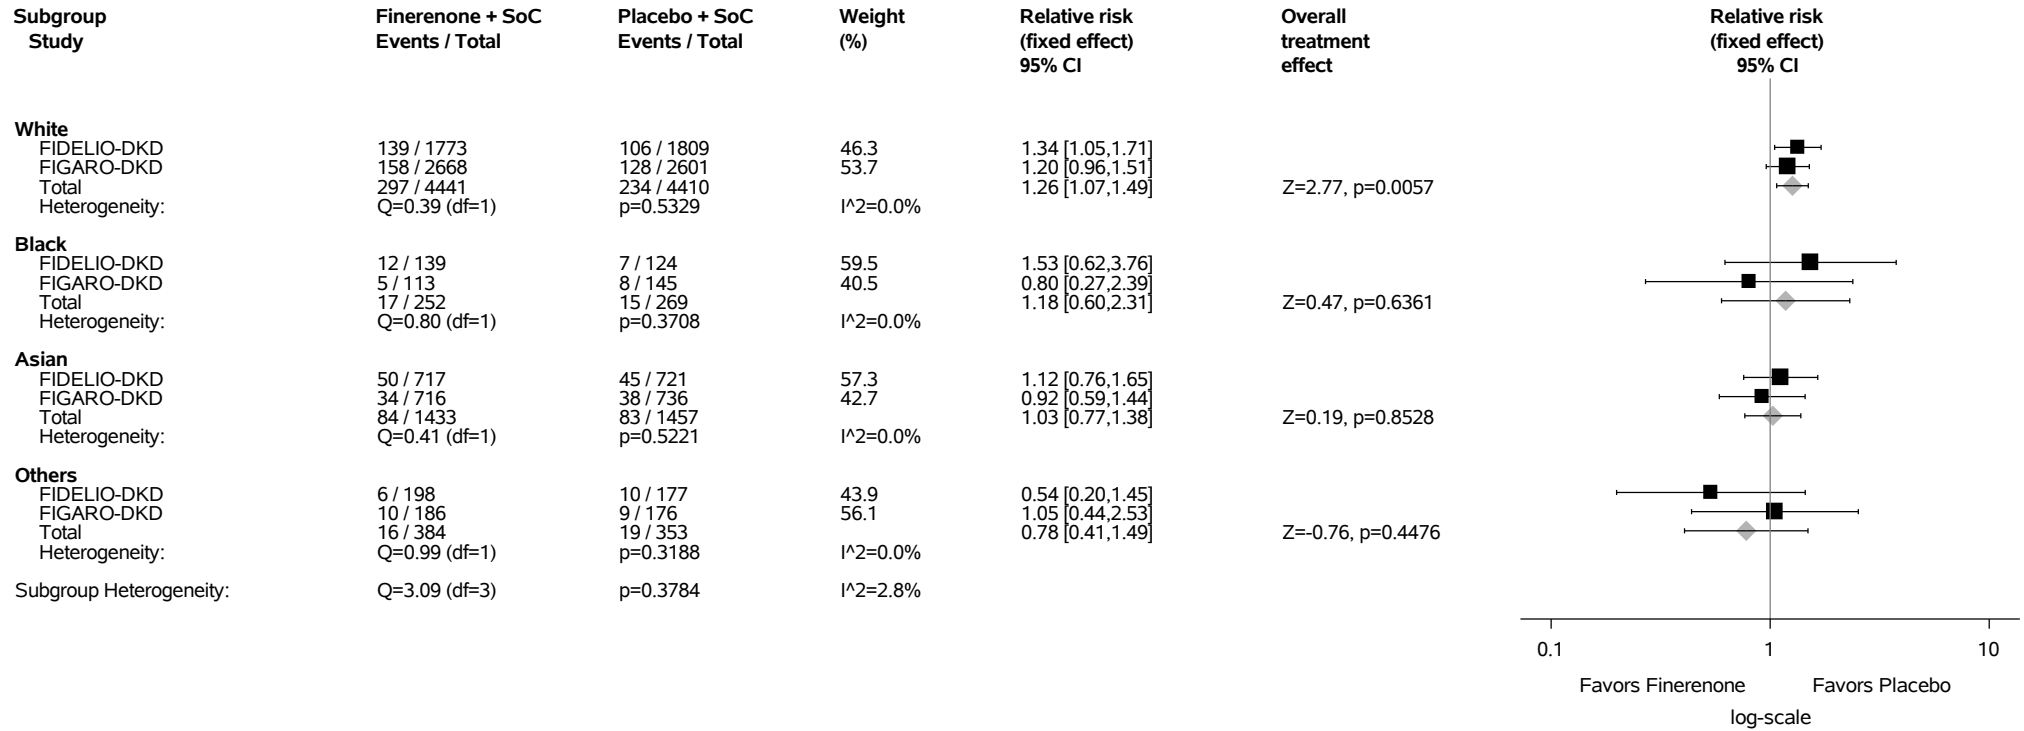 Subgroup Finerenone + SoC Placebo + SoC Weight Relative risk Overall Relative risk
Study Events / Total Events / Total (%) (fixed effect) treatment (fixed effect)
95% CI effect 95% CI
White
FIDELIO-DKD 139 / 1773 106 / 1809 46.3 1.34 [1.05,1.71]
FIGARO-DKD 158 / 2668 128 / 2601 53.7 1.20 [0.96,1.51]
Total 297 / 4441 234 / 4410 1.26 [1.07,1.49] Z=2.77, p=0.0057
Heterogeneity: Q=0.39 (df=1) p=0.5329 I^2=0.0%
Black
FIDELIO-DKD 12 / 139 7 / 124 59.5 1.53 [0.62,3.76]
FIGARO-DKD 5 / 113 8 / 145 40.5 0.80 [0.27,2.39]
Total 17 / 252 15 / 269 1.18 [0.60,2.31] Z=0.47, p=0.6361
Heterogeneity: Q=0.80 (df=1) p=0.3708 I^2=0.0%
Asian
FIDELIO-DKD 50 / 717 45 / 721 57.3 1.12 [0.76,1.65]
FIGARO-DKD 34 / 716 38 / 736 42.7 0.92 [0.59,1.44]
Total 84 / 1433 83 / 1457 1.03 [0.77,1.38] Z=0.19, p=0.8528
Heterogeneity: Q=0.41 (df=1) p=0.5221 I^2=0.0%
Others
FIDELIO-DKD 6 / 198 10 / 177 43.9 0.54 [0.20,1.45]
FIGARO-DKD 10 / 186 9 / 176 56.1 1.05 [0.44,2.53]
Total 16 / 384 19 / 353 0.78 [0.41,1.49] Z=-0.76, p=0.4476
Heterogeneity: Q=0.99 (df=1) p=0.3188 I^2=0.0%
Subgroup Heterogeneity: Q=3.09 (df=3) p=0.3784 I^2=2.8%
0.1 1 10
Favors Finerenone Favors Placebo
log-scale